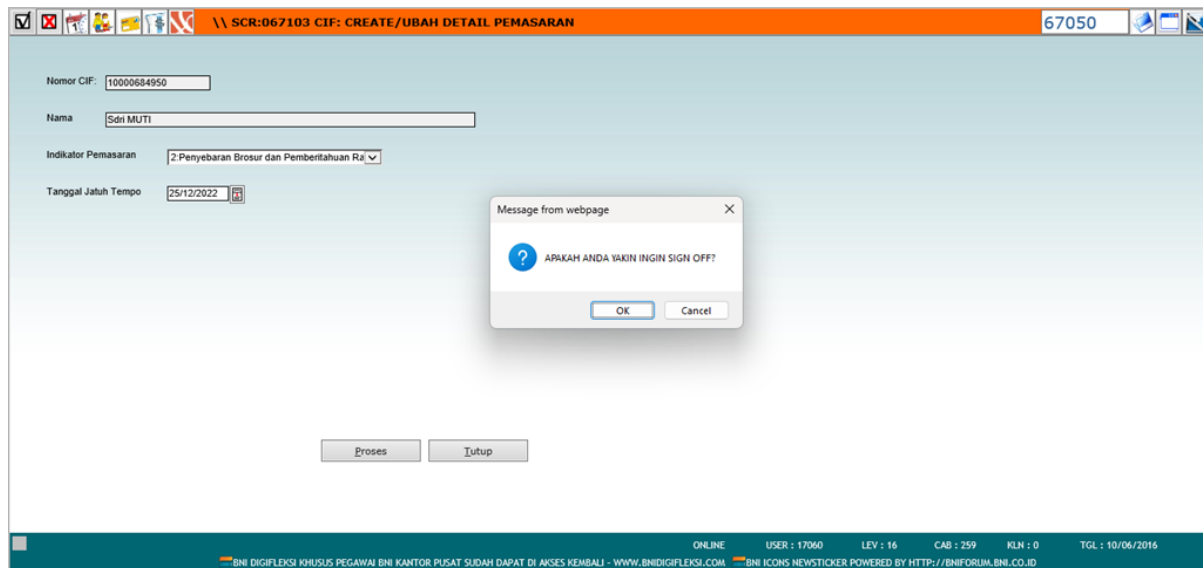 \\ SCR:067103 CIF: CREATE/UBAH DETAIL PEMASARAN
67050
Nomor CIF: 10000684950
Nama Sdri MUTI
Indikator Pemasaran 2:Penyebaran Brosur dan Pemberitahuan Ra
Tanggal Jatuh Tempo 25/12/2022
Message from webpage
APAKAH ANDA YAKIN INGIN SIGN OFF?
OK Cancel
Proses Tutup
ONLINE USER : 17060 LEV : 16 CAB : 259 KLN : 0 TGL : 10/06/2016
BNI DIGIFLEKSI KHUSUS PEGAWAI BNI KANTOR PUSAT SUDAH DAPAT DI AKSES KEMBALI - WWW.BNIDIGIFLEKSI.COM BNI ICONS NEWSTICKER POWERED BY HTTP://BNIFORUM.BNI.CO.ID